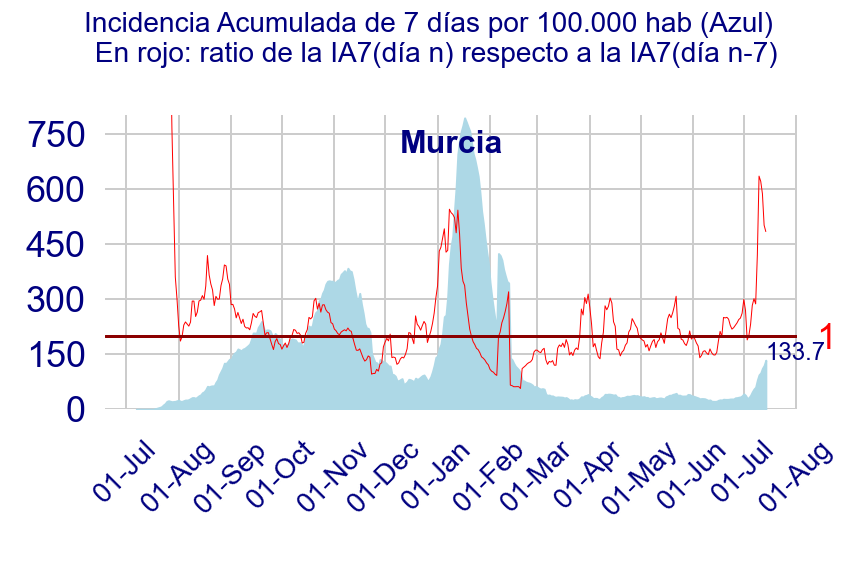 Incidencia Acumulada de 7 días por 100.000 hab (Azul)
En rojo: ratio de la IA7(día n) respecto a la IA7(día n-7)
Murcia
750
600
450
300
150
0
1
133.7
01-Jul
01-Aug
01-Sep
01-Oct
01-Nov
01-Dec
01-Jan
01-Feb
01-Mar
01-Apr
01-May
01-Jun
01-Jul
01-Aug